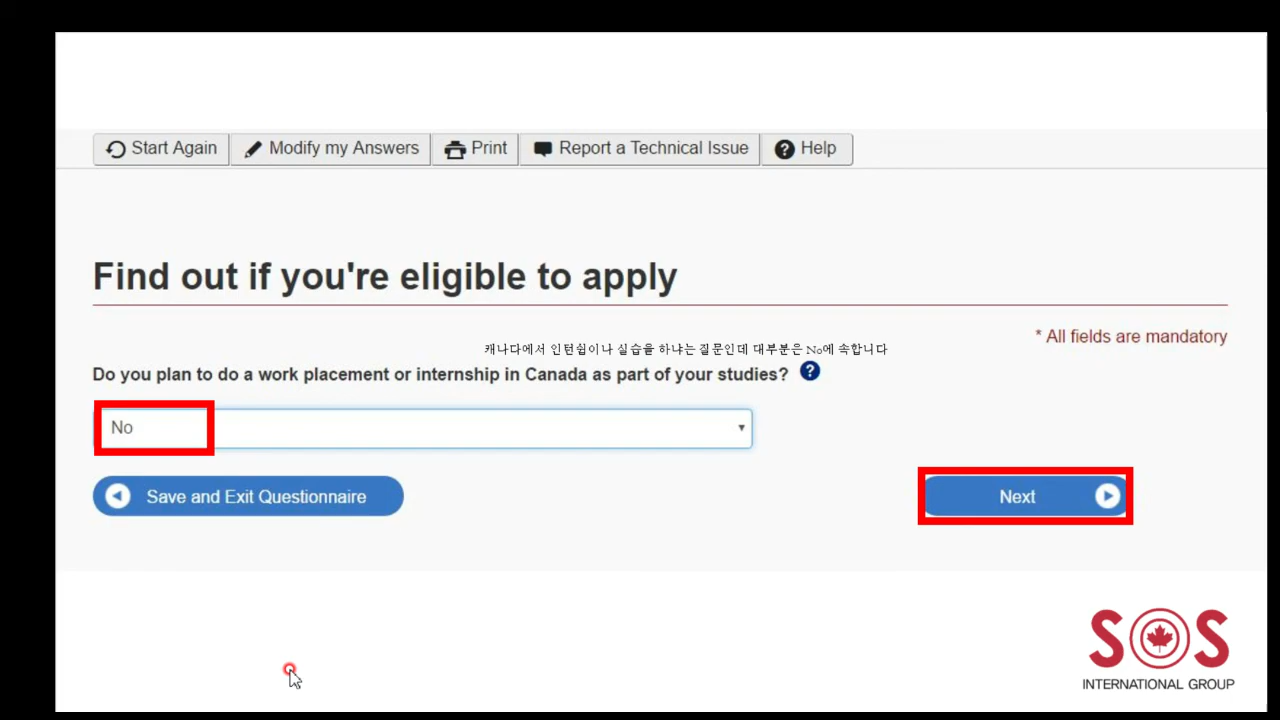 Start Again Modify my Answers Print Report a Technical Issue ? Help
Find out if you're eligible to apply
* All fields are mandatory
캐나다에서 인턴쉽이나 실습을 하냐는 질문인데 대부분은 No에 속합니다
Do you plan to do a work placement or internship in Canada as part of your studies? ?
No
Save and Exit Questionnaire Next
SOS
INTERNATIONAL GROUP